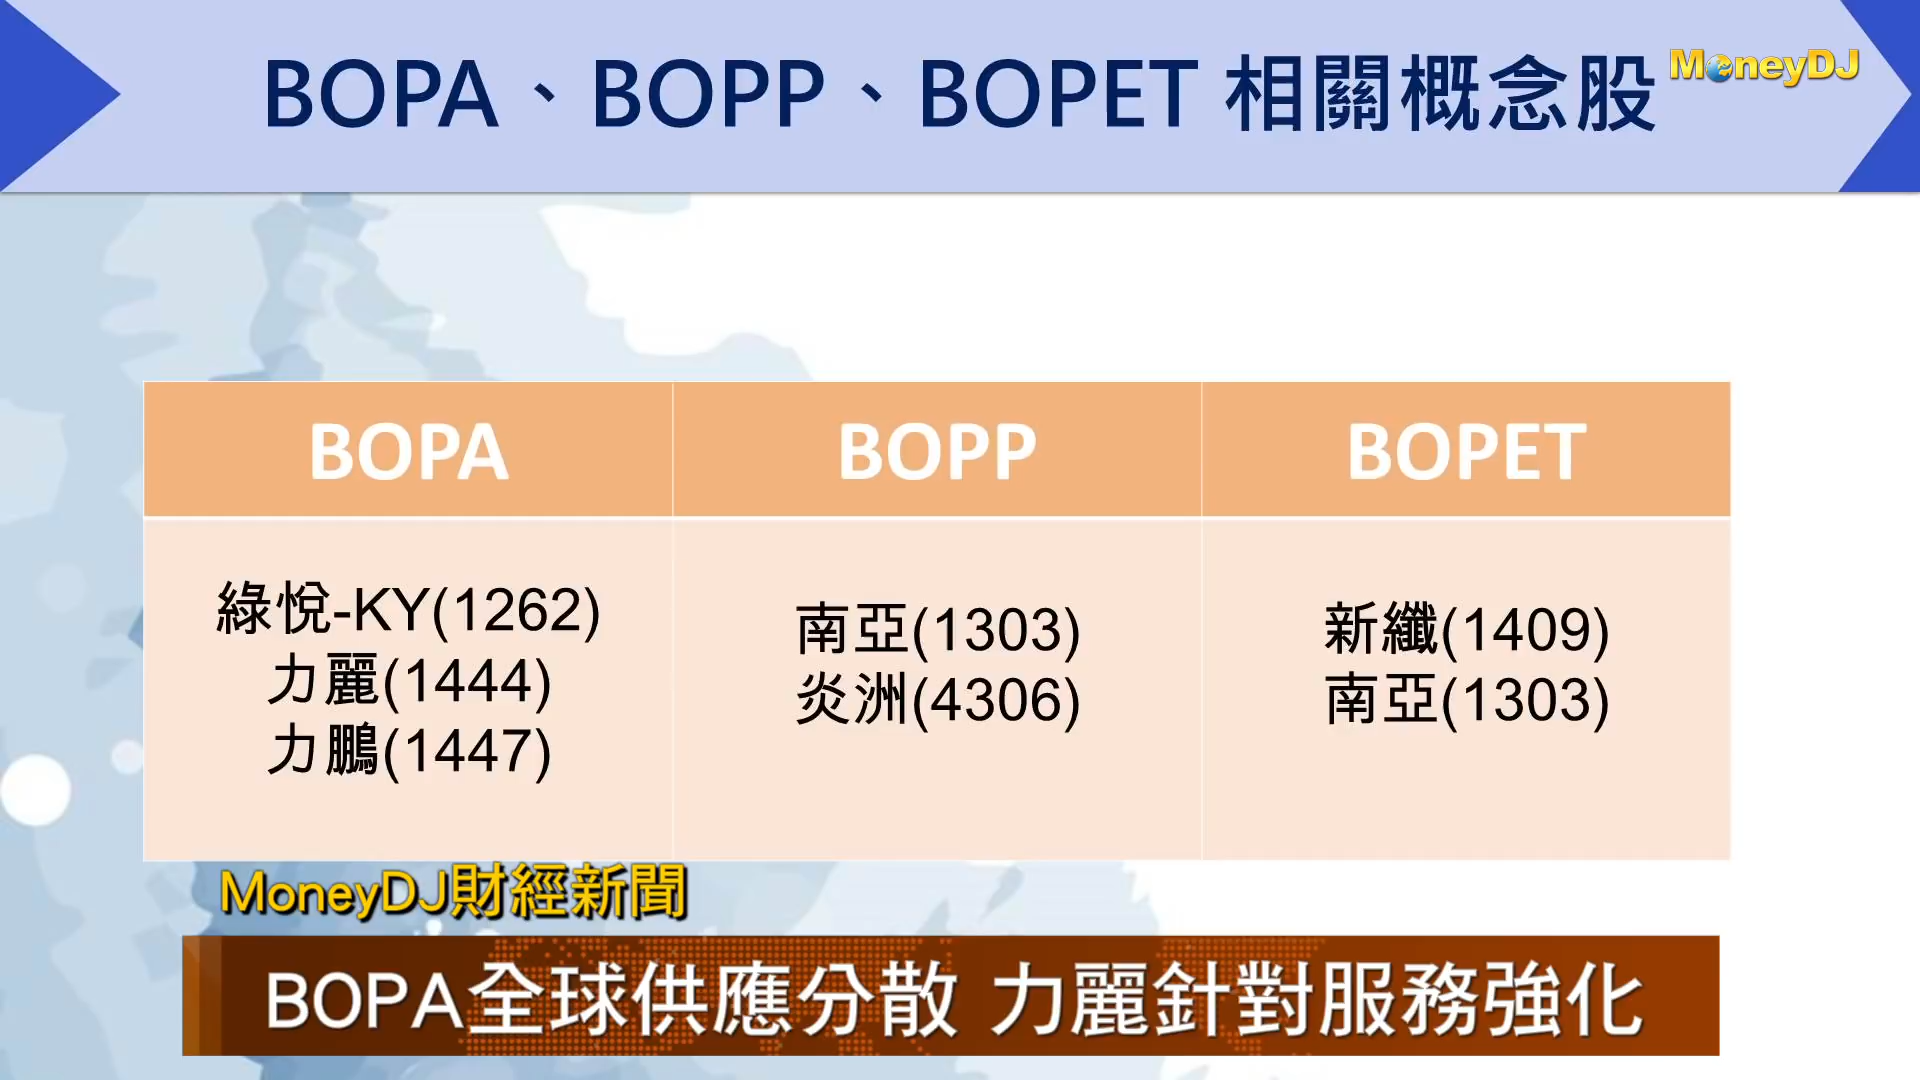 BOPA、BOPP、BOPET 相關概念股
MoneyDJ
BOPA
BOPP
BOPET
綠悅-KY(1262)
力麗(1444)
力鵬(1447)
南亞(1303)
炎洲(4306)
新纖(1409)
南亞(1303)
MoneyDJ財經新聞
BOPA全球供應分散 力麗針對服務強化